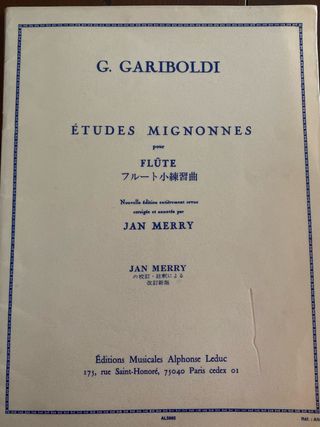 G. GARIBOLDI
ÉTUDES MIGNONNES
pour
FLÛTE
フルート小練習曲
Nouvelle édition entièrement revue
corrigée et annotée par
JAN MERRY
JAN MERRY
の校訂・註釈による
改訂新版
Éditions Musicales Alphonse Leduc
175, rue Saint-Honoré, 75040 Paris cedex 01